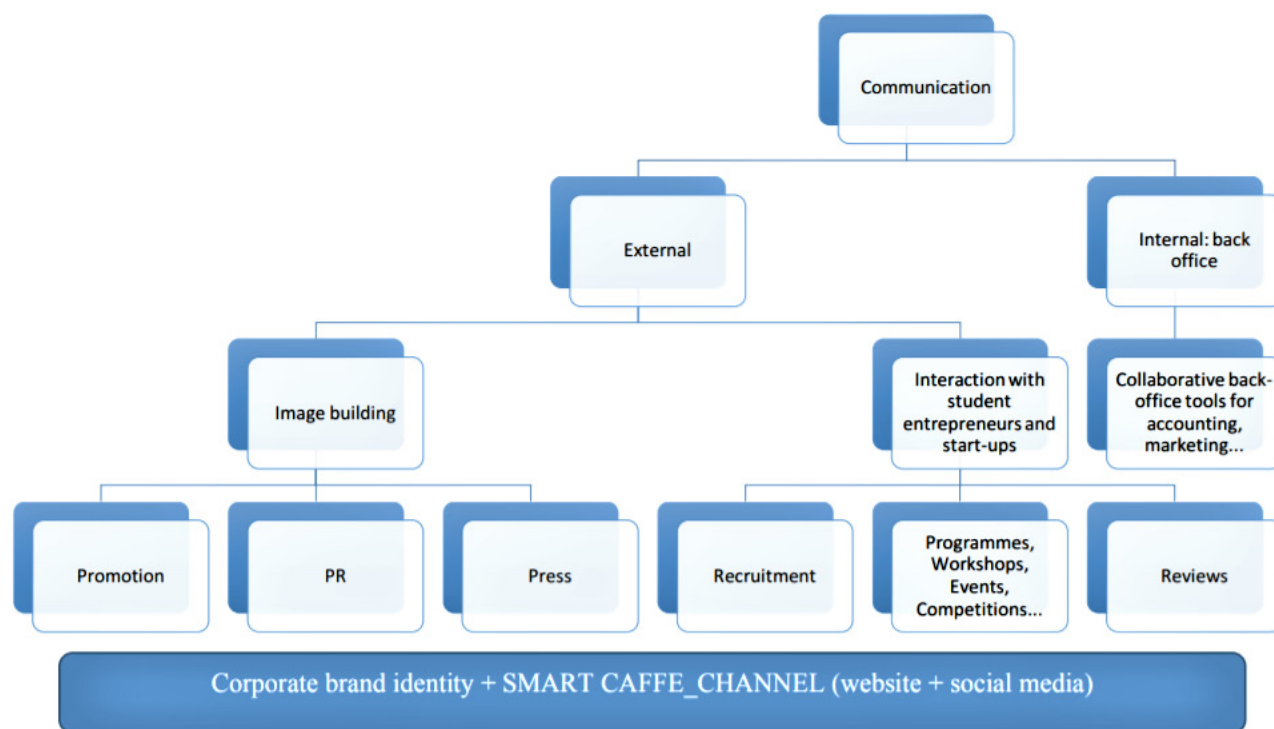 Communication
External
Internal: back
office
Image building
Interaction with
student
entrepreneurs and
start-ups
Collaborative back-
office tools for
accounting,
marketing...
Promotion
PR
Press
Recruitment
Programmes,
Workshops,
Events,
Competitions...
Reviews
Corporate brand identity + SMART CAFFE_CHANNEL (website + social media)